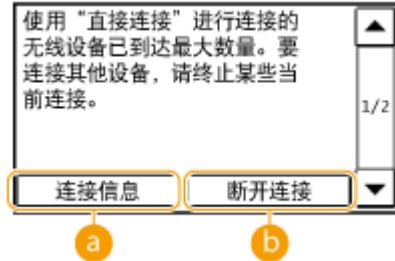 使用“直接连接”进行连接的
无线设备已到达最大数量。要
连接其他设备，请终止某些当
前连接。
1/2
连接信息 断开连接
a b